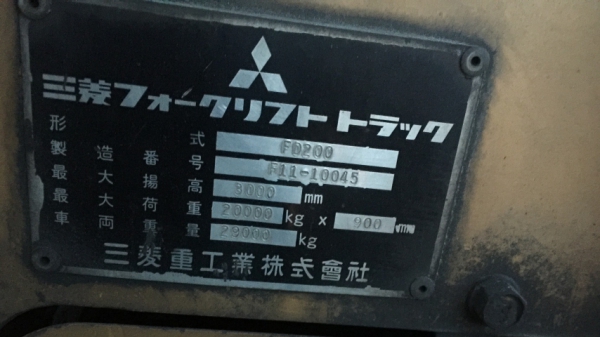 三菱フォークリフトトラック
形式 FD200
製造番号 F11-10045
最大揚高 3000 mm
最大荷重 20000 kg x 900 mm
車両重量 kg
三菱重工業株式會社